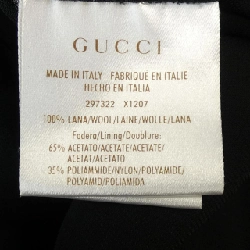 GUCCI
MADE IN ITALY - FABRIQUE EN ITALIE
HECHO EN ITALIA
297322 X1207
100% LANA/WOOL/LAINE/WOLLE/LANA
Fodera/Lining/Doublure:
65% ACETATO/ACETATE/ACETATE/
ACETAT/ACETATO
35% POLIAMMIDE/NYLON/POLYAMIDE/
POLYAMID/POLIAMIDA